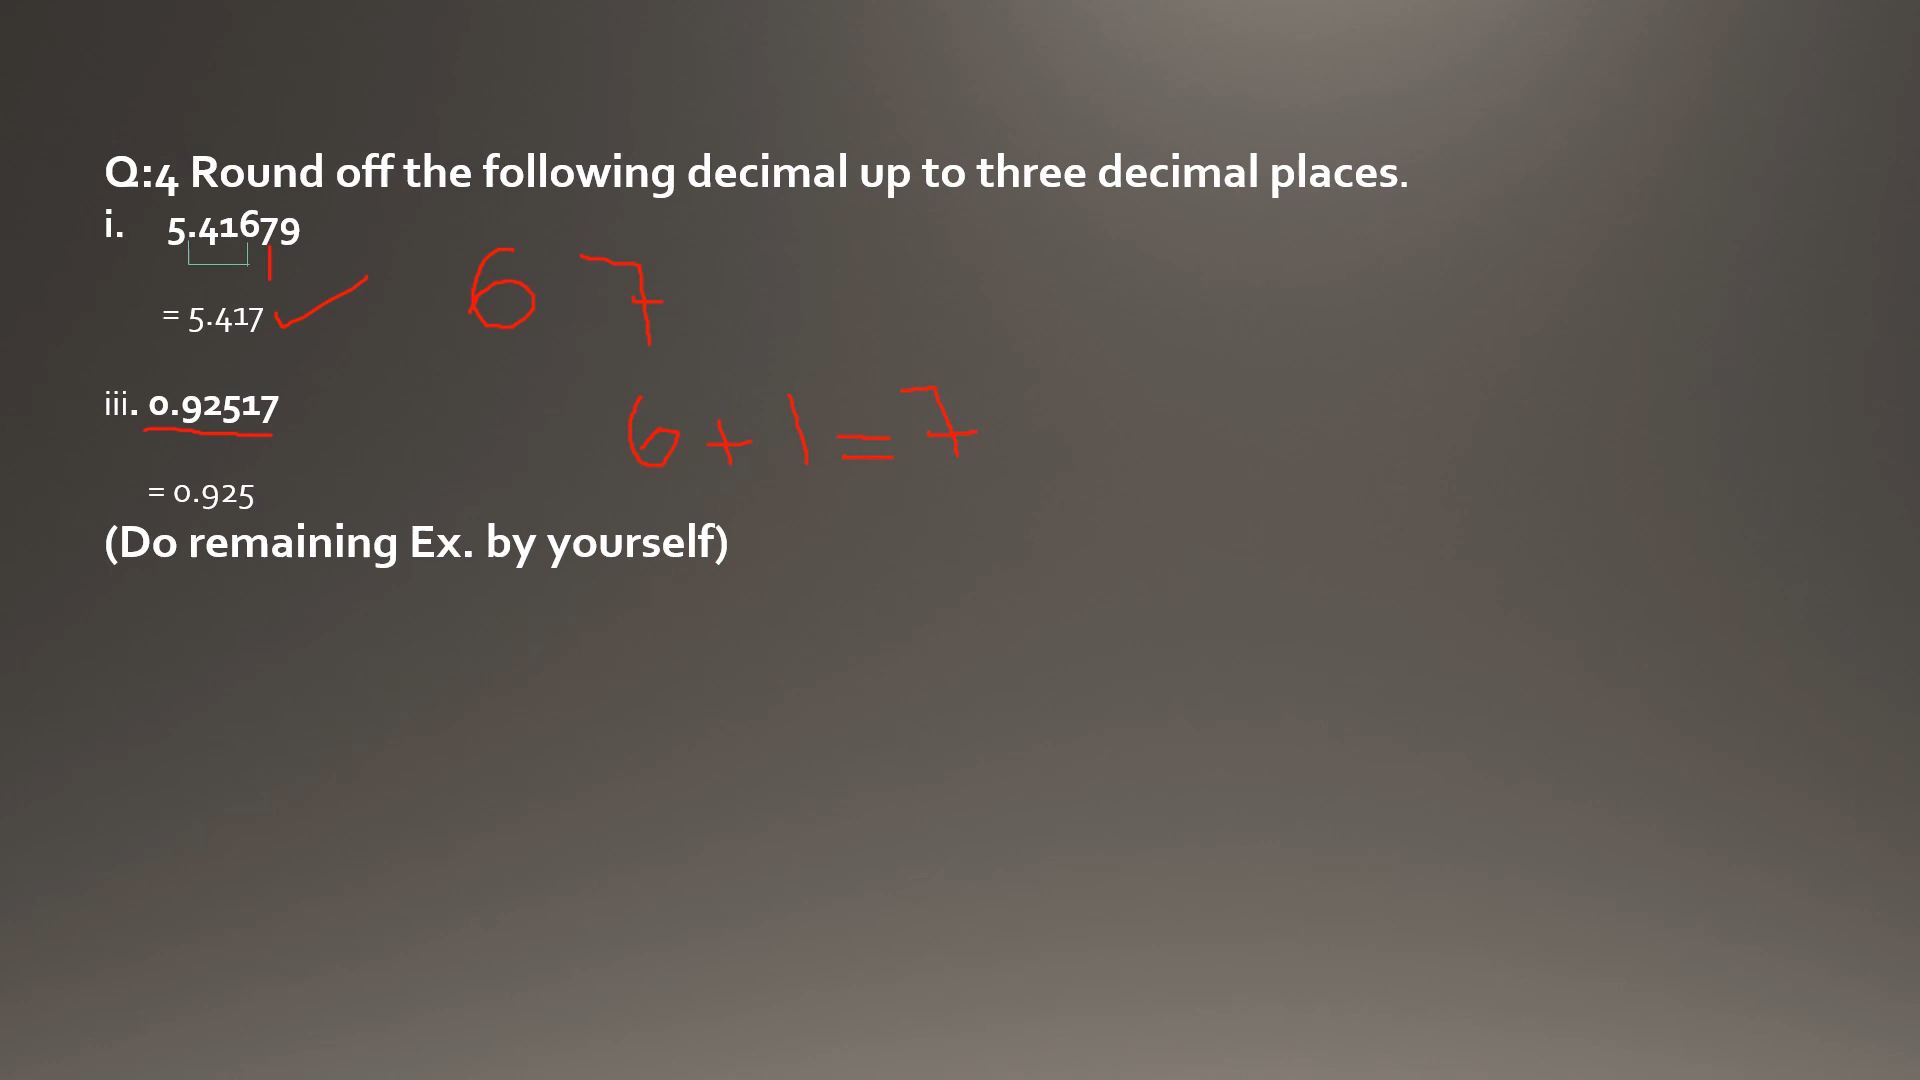 Q:4 Round off the following decimal up to three decimal places.
i. 5.41679
6 7
= 5.417
iii. 0.92517
6 + 1 = 7
= 0.925
(Do remaining Ex. by yourself)